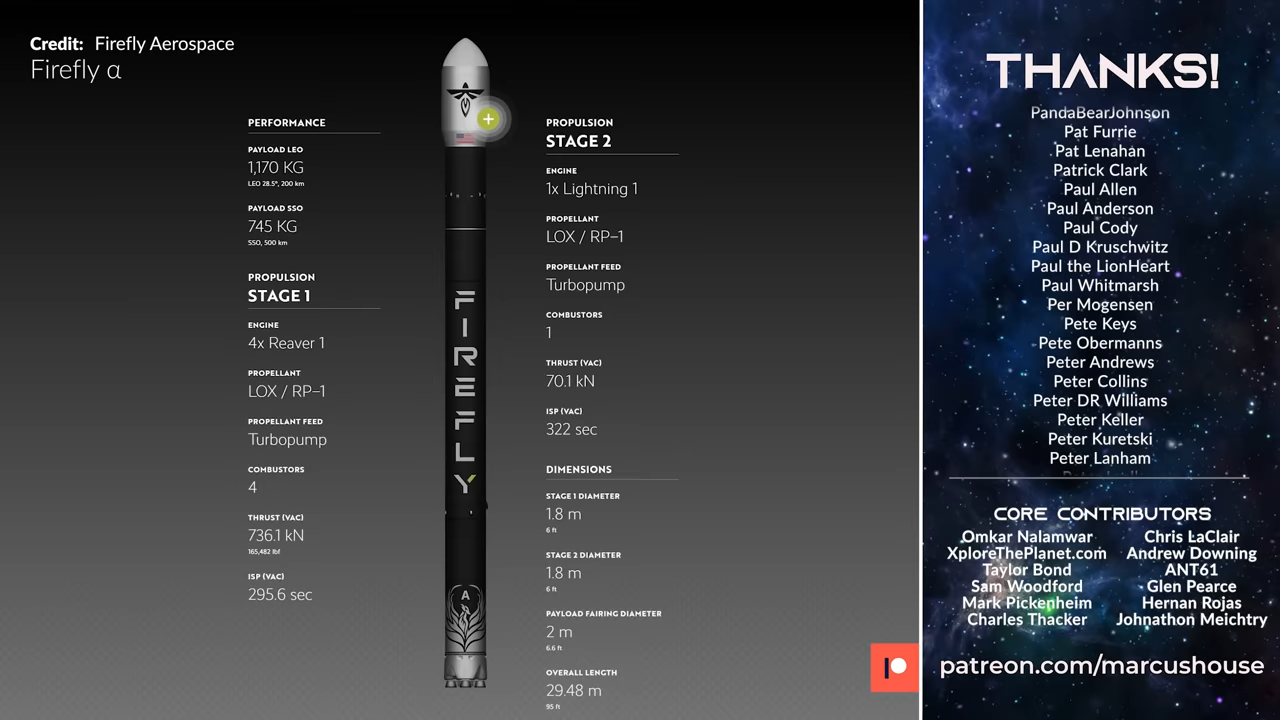 Credit: Firefly Aerospace
Firefly α
PERFORMANCE
PAYLOAD LEO
1,170 KG
LEO 28.5°, 200 km
PAYLOAD SSO
745 KG
SSO, 500 km
PROPULSION
STAGE 1
ENGINE
4x Reaver 1
PROPELLANT
LOX / RP–1
PROPELLANT FEED
Turbopump
COMBUSTORS
4
THRUST (VAC)
736.1 kN
165,482 lbf
ISP (VAC)
295.6 sec
FIREFLY
A
PROPULSION
STAGE 2
ENGINE
1x Lightning 1
PROPELLANT
LOX / RP–1
PROPELLANT FEED
Turbopump
COMBUSTORS
1
THRUST (VAC)
70.1 kN
ISP (VAC)
322 sec
DIMENSIONS
STAGE 1 DIAMETER
1.8 m
6 ft
STAGE 2 DIAMETER
1.8 m
6 ft
PAYLOAD FAIRING DIAMETER
2 m
6.6 ft
OVERALL LENGTH
29.48 m
95 ft
THANKS!
PandaBearJohnson
Pat Furrie
Pat Lenahan
Patrick Clark
Paul Allen
Paul Anderson
Paul Cody
Paul D Kruschwitz
Paul the LionHeart
Paul Whitmarsh
Per Mogensen
Pete Keys
Pete Obermanns
Peter Andrews
Peter Collins
Peter DR Williams
Peter Keller
Peter Kuretski
Peter Lanham
CORE CONTRIBUTORS
Omkar Nalamwar
XploreThePlanet.com
Taylor Bond
Sam Woodford
Mark Pickenheim
Charles Thacker
Chris LaClair
Andrew Downing
ANT61
Glen Pearce
Hernan Rojas
Johnathon Meichtry
patreon.com/marcushouse